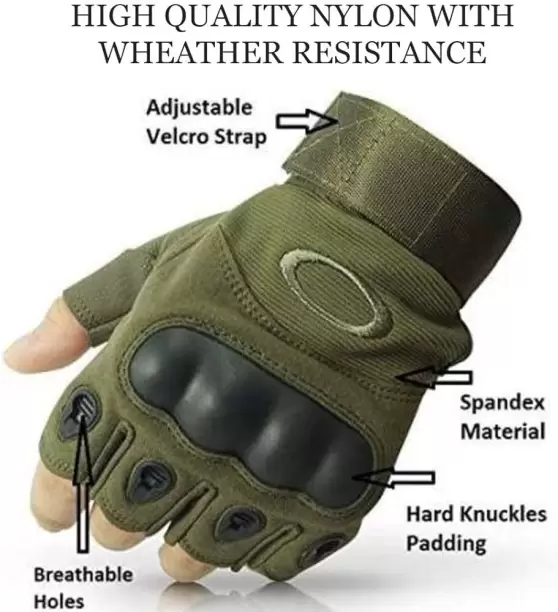 HIGH QUALITY NYLON WITH
WHEATHER RESISTANCE
Adjustable
Velcro Strap
Spandex
Material
Hard Knuckles
Padding
Breathable
Holes